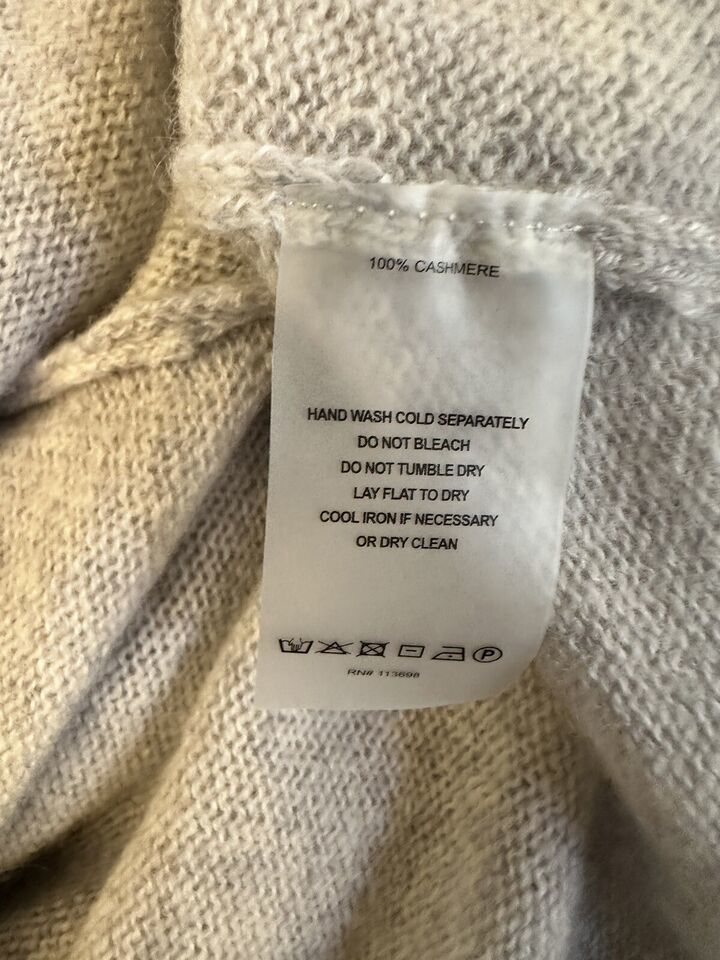 100% CASHMERE
HAND WASH COLD SEPARATELY
DO NOT BLEACH
DO NOT TUMBLE DRY
LAY FLAT TO DRY
COOL IRON IF NECESSARY
OR DRY CLEAN
P
RN# 113698